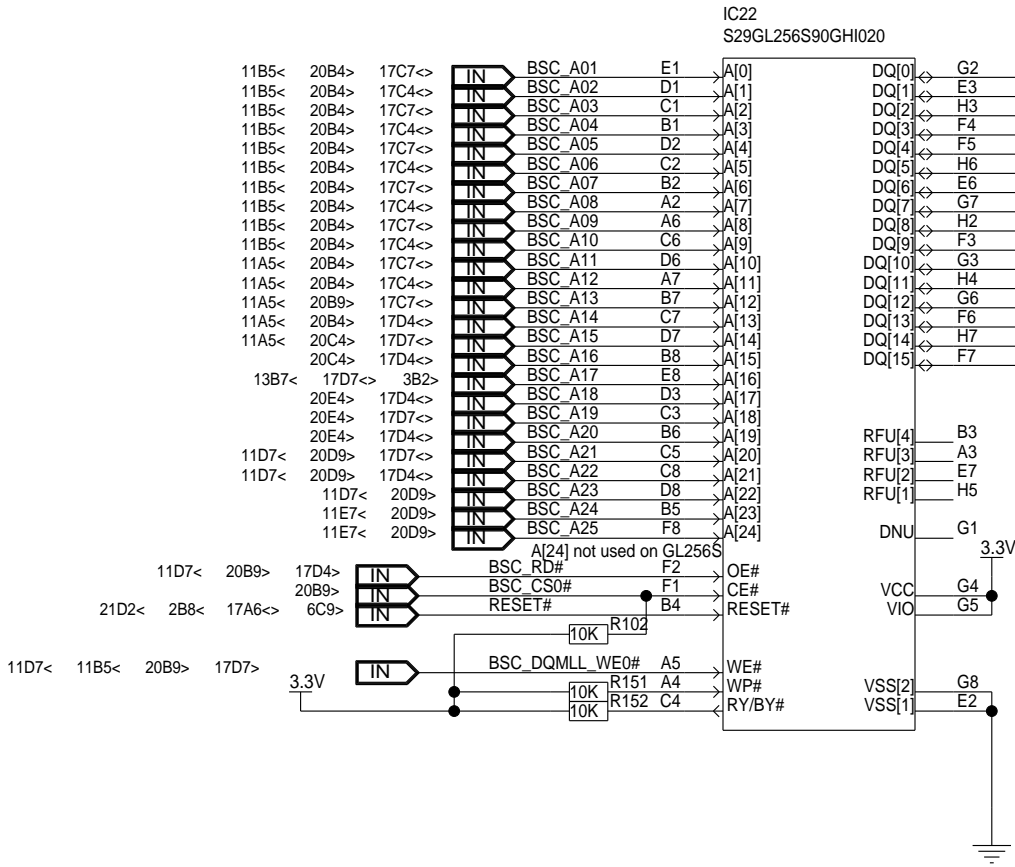 IC22
S29GL256S90GHI020
11B5< 20B4> 17C7<> IN BSC_A01 E1 A[0] DQ[0] G2
11B5< 20B4> 17C4<> IN BSC_A02 D1 A[1] DQ[1] E3
11B5< 20B4> 17C7<> IN BSC_A03 C1 A[2] DQ[2] H3
11B5< 20B4> 17C4<> IN BSC_A04 B1 A[3] DQ[3] F4
11B5< 20B4> 17C7<> IN BSC_A05 D2 A[4] DQ[4] F5
11B5< 20B4> 17C4<> IN BSC_A06 C2 A[5] DQ[5] H6
11B5< 20B4> 17C7<> IN BSC_A07 B2 A[6] DQ[6] E6
11B5< 20B4> 17C4<> IN BSC_A08 A2 A[7] DQ[7] G7
11B5< 20B4> 17C7<> IN BSC_A09 A6 A[8] DQ[8] H2
11B5< 20B4> 17C4<> IN BSC_A10 C6 A[9] DQ[9] F3
11A5< 20B4> 17C7<> IN BSC_A11 D6 A[10] DQ[10] G3
11A5< 20B4> 17C4<> IN BSC_A12 A7 A[11] DQ[11] H4
11A5< 20B9> 17C7<> IN BSC_A13 B7 A[12] DQ[12] G6
11A5< 20B4> 17D4<> IN BSC_A14 C7 A[13] DQ[13] F6
11A5< 20C4> 17D7<> IN BSC_A15 D7 A[14] DQ[14] H7
20C4> 17D4<> IN BSC_A16 B8 A[15] DQ[15] F7
13B7< 17D7<> 3B2> IN BSC_A17 E8 A[16]
20E4> 17D4<> IN BSC_A18 D3 A[17]
20E4> 17D7<> IN BSC_A19 C3 A[18]
20E4> 17D4<> IN BSC_A20 B6 A[19] RFU[4] B3
11D7< 20D9> 17D7<> IN BSC_A21 C5 A[20] RFU[3] A3
11D7< 20D9> 17D4<> IN BSC_A22 C8 A[21] RFU[2] E7
11D7< 20D9> IN BSC_A23 D8 A[22] RFU[1] H5
11E7< 20D9> IN BSC_A24 B5 A[23]
11E7< 20D9> IN BSC_A25 F8 A[24] DNU G1
A[24] not used on GL256S 3.3V
11D7< 20B9> 17D4> IN BSC_RD# F2 OE#
20B9> IN BSC_CS0# F1 CE# VCC G4
21D2< 2B8< 17A6<> 6C9> IN RESET# B4 RESET# VIO G5
10K R102
11D7< 11B5< 20B9> 17D7> IN BSC_DQMLL_WE0# A5 WE#
3.3V 10K R151 A4 WP# VSS[2] G8
10K R152 C4 RY/BY# VSS[1] E2